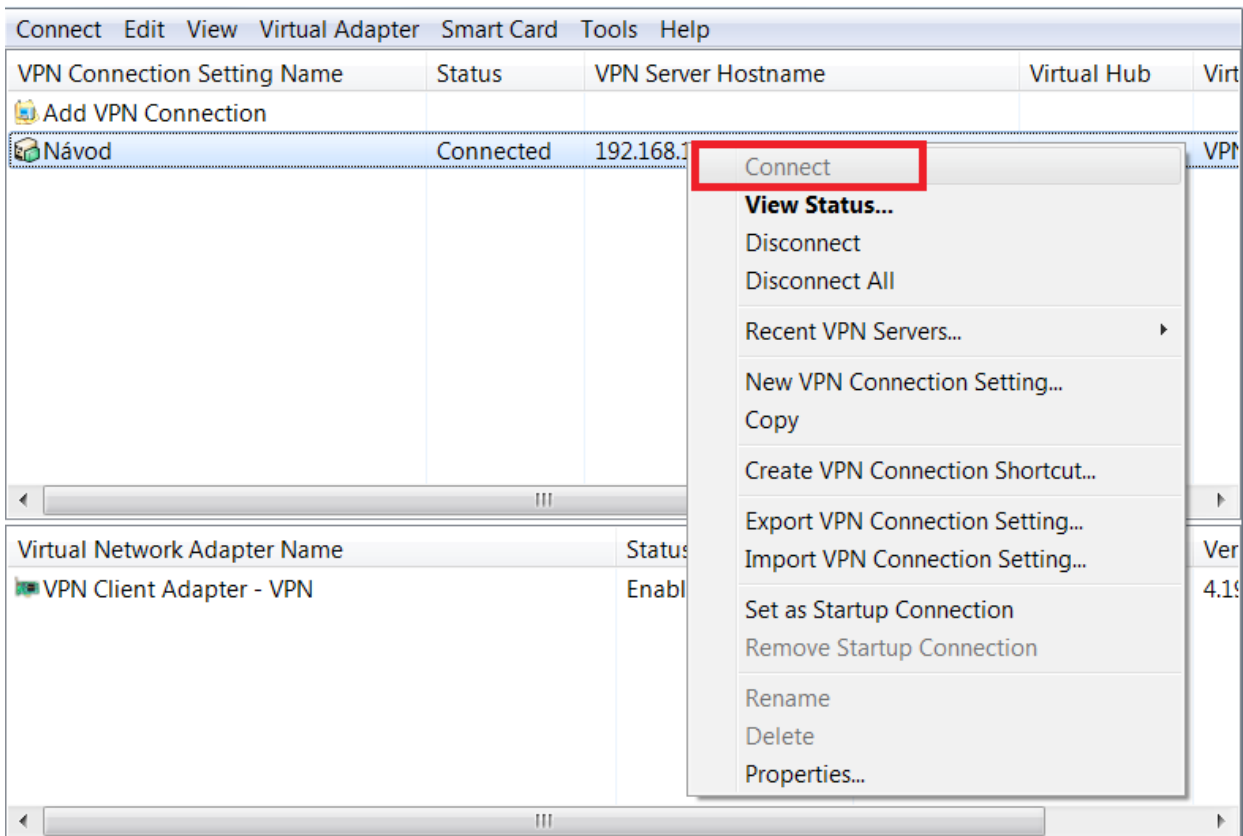 Connect Edit View Virtual Adapter Smart Card Tools Help
VPN Connection Setting Name Status VPN Server Hostname Virtual Hub
Add VPN Connection
Návod Connected
Connect
View Status...
Disconnect
Disconnect All
Recent VPN Servers...
New VPN Connection Setting...
Copy
Create VPN Connection Shortcut...
Export VPN Connection Setting...
Import VPN Connection Setting...
Set as Startup Connection
Remove Startup Connection
Rename
Delete
Properties...
Virtual Network Adapter Name Status
VPN Client Adapter - VPN